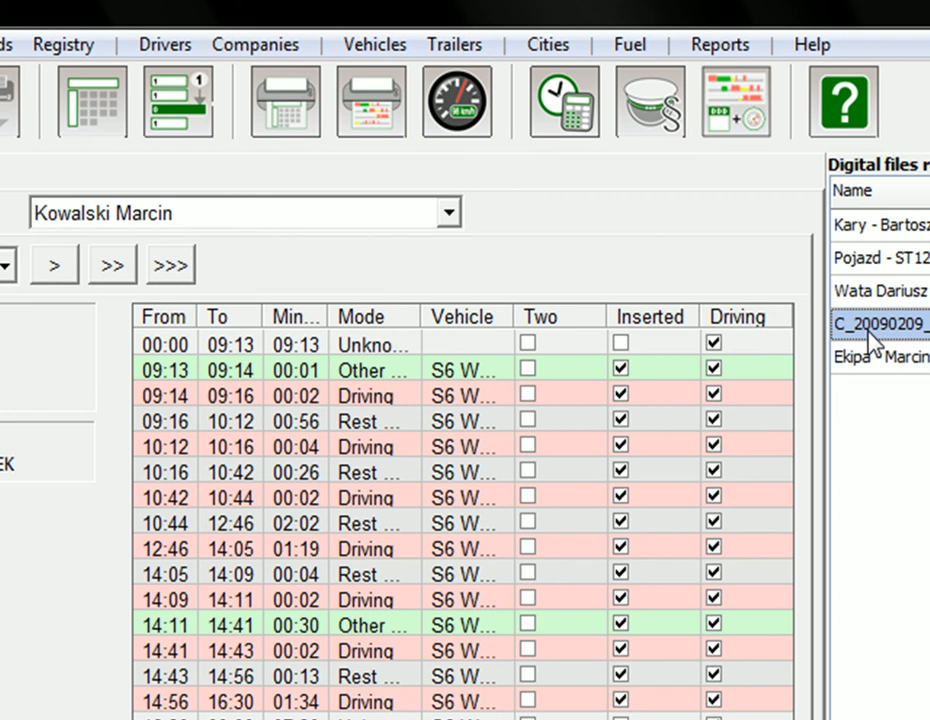 ds Registry | Drivers Companies | Vehicles Trailers | Cities | Fuel | Reports | Help
1
?
Digital files r
Name
Kary - Bartosz
Pojazd - ST12
Wata Dariusz
C_20090209_
Ekipa - Marcin
Kowalski Marcin
> >> >>>
EK
From To Min... Mode Vehicle Two Inserted Driving
00:00 09:13 09:13 Unkno...
09:13 09:14 00:01 Other ... S6 W...
09:14 09:16 00:02 Driving S6 W...
09:16 10:12 00:56 Rest ... S6 W...
10:12 10:16 00:04 Driving S6 W...
10:16 10:42 00:26 Rest ... S6 W...
10:42 10:44 00:02 Driving S6 W...
10:44 12:46 02:02 Rest ... S6 W...
12:46 14:05 01:19 Driving S6 W...
14:05 14:09 00:04 Rest ... S6 W...
14:09 14:11 00:02 Driving S6 W...
14:11 14:41 00:30 Other ... S6 W...
14:41 14:43 00:02 Driving S6 W...
14:43 14:56 00:13 Rest ... S6 W...
14:56 16:30 01:34 Driving S6 W...